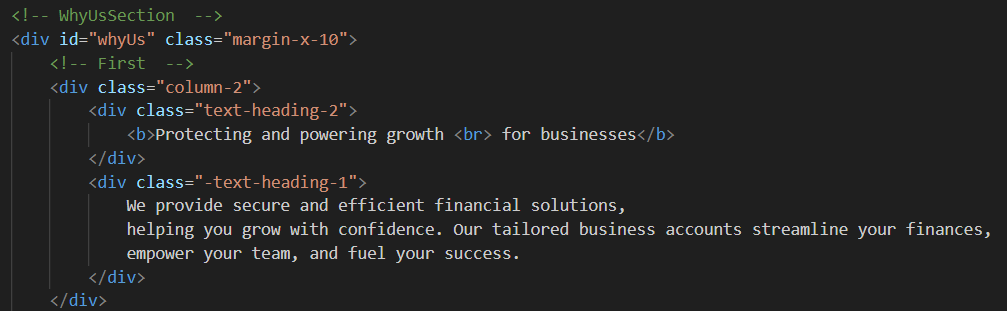 <!-- WhyUsSection  -->
<div id="whyUs" class="margin-x-10">
<!-- First  -->
<div class="column-2">
<div class="text-heading-2">
<b>Protecting and powering growth <br> for businesses</b>
</div>
<div class="-text-heading-1">
We provide secure and efficient financial solutions,
helping you grow with confidence. Our tailored business accounts streamline your finances,
empower your team, and fuel your success.
</div>
</div>